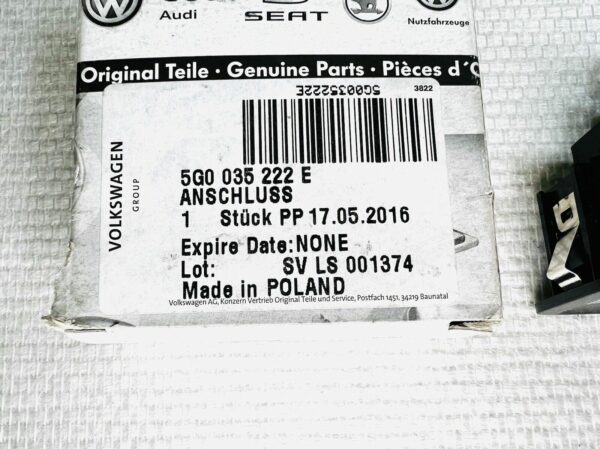 Audi
SEAT
Nutzfahrzeuge
Original Teile · Genuine Parts · Pièces d'O
5G0035222E
3822
VOLKSWAGEN
GROUP
5G0 035 222 E
ANSCHLUSS
1 Stück PP 17.05.2016
Expire Date:NONE
Lot: SV LS 001374
Made in POLAND
Volkswagen AG, Konzern Vertrieb Original Teile und Service, Postfach 1451, 34219 Baunatal